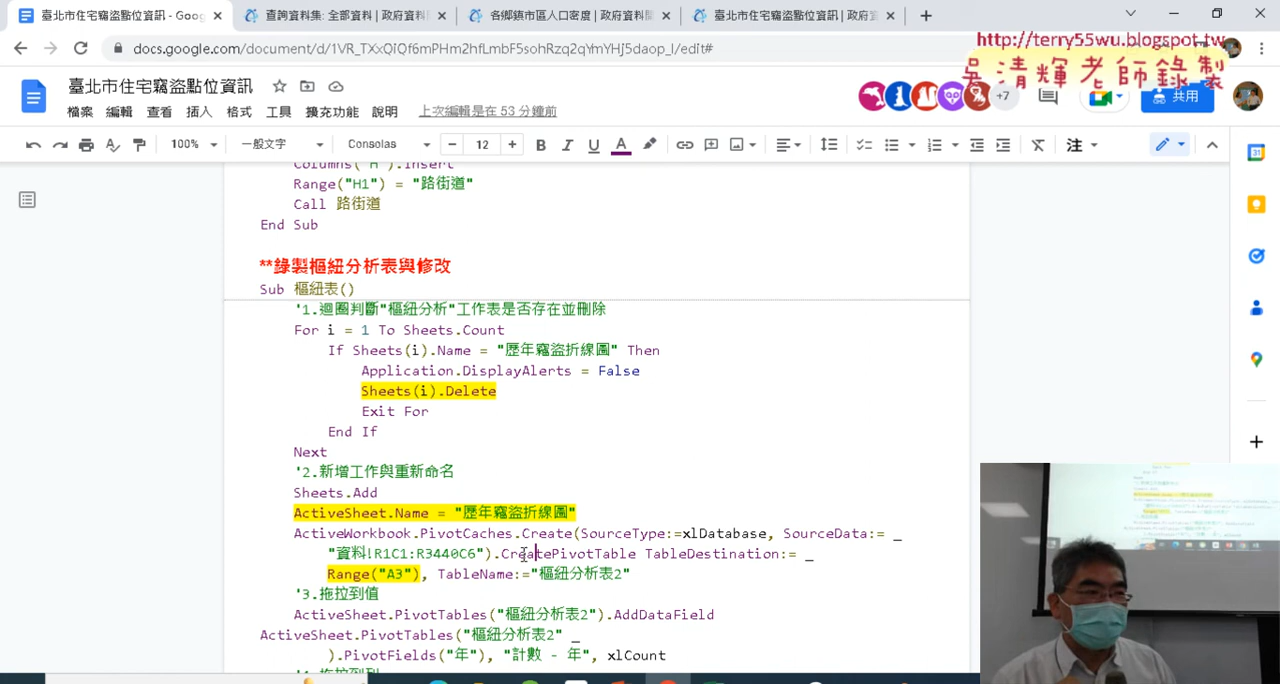 臺北市住宅竊盜點位資訊 - Goog
查詢資料集: 全部資料 | 政府資料開
各鄉鎮市區人口密度 | 政府資料開
臺北市住宅竊盜點位資訊 | 政府
docs.google.com/document/d/
/edit#
http://terry55wu.blogspot.tw
吳清輝老師錄製
臺北市住宅竊盜點位資訊
檔案 編輯 查看 插入 格式 工具 擴充功能 說明 上次編輯是在 53 分鐘前
+7
共用
100% 一般文字 Consolas 12 注
Columns("H").Insert
Range("H1") = "路街道"
Call 路街道
End Sub
**錄製樞紐分析表與修改
Sub 樞紐表()
'1.迴圈判斷"樞紐分析"工作表是否存在並刪除
For i = 1 To Sheets.Count
If Sheets(i).Name = "歷年竊盜折線圖" Then
Application.DisplayAlerts = False
Sheets(i).Delete
Exit For
End If
Next
'2.新增工作與重新命名
Sheets.Add
ActiveSheet.Name = "歷年竊盜折線圖"
ActiveWorkbook.PivotCaches.Create(SourceType:=xlDatabase, SourceData:= _
"資料!R1C1:R3440C6").CreatePivotTable TableDestination:= _
Range("A3"), TableName:="樞紐分析表2"
'3.拖拉到值
ActiveSheet.PivotTables("樞紐分析表2").AddDataField
ActiveSheet.PivotTables("樞紐分析表2" _
).PivotFields("年"), "計數 - 年", xlCount